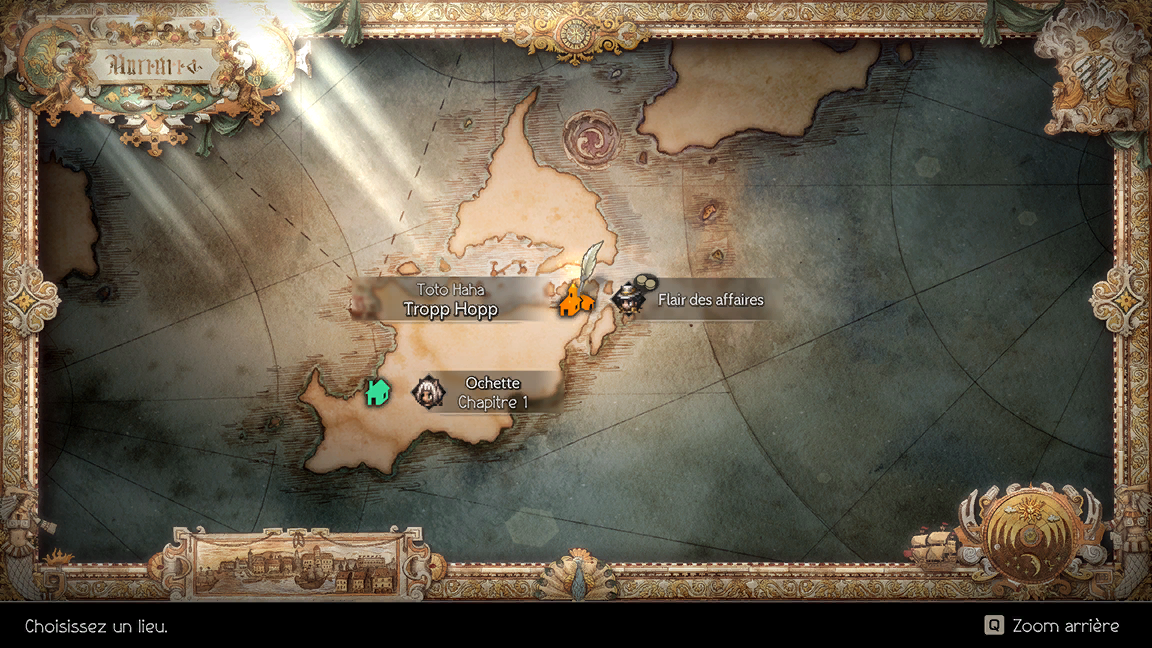 Toto Haha
Tropp Hopp
Flair des affaires
Ochette
Chapitre 1
Choisissez un lieu.
Q Zoom arrière